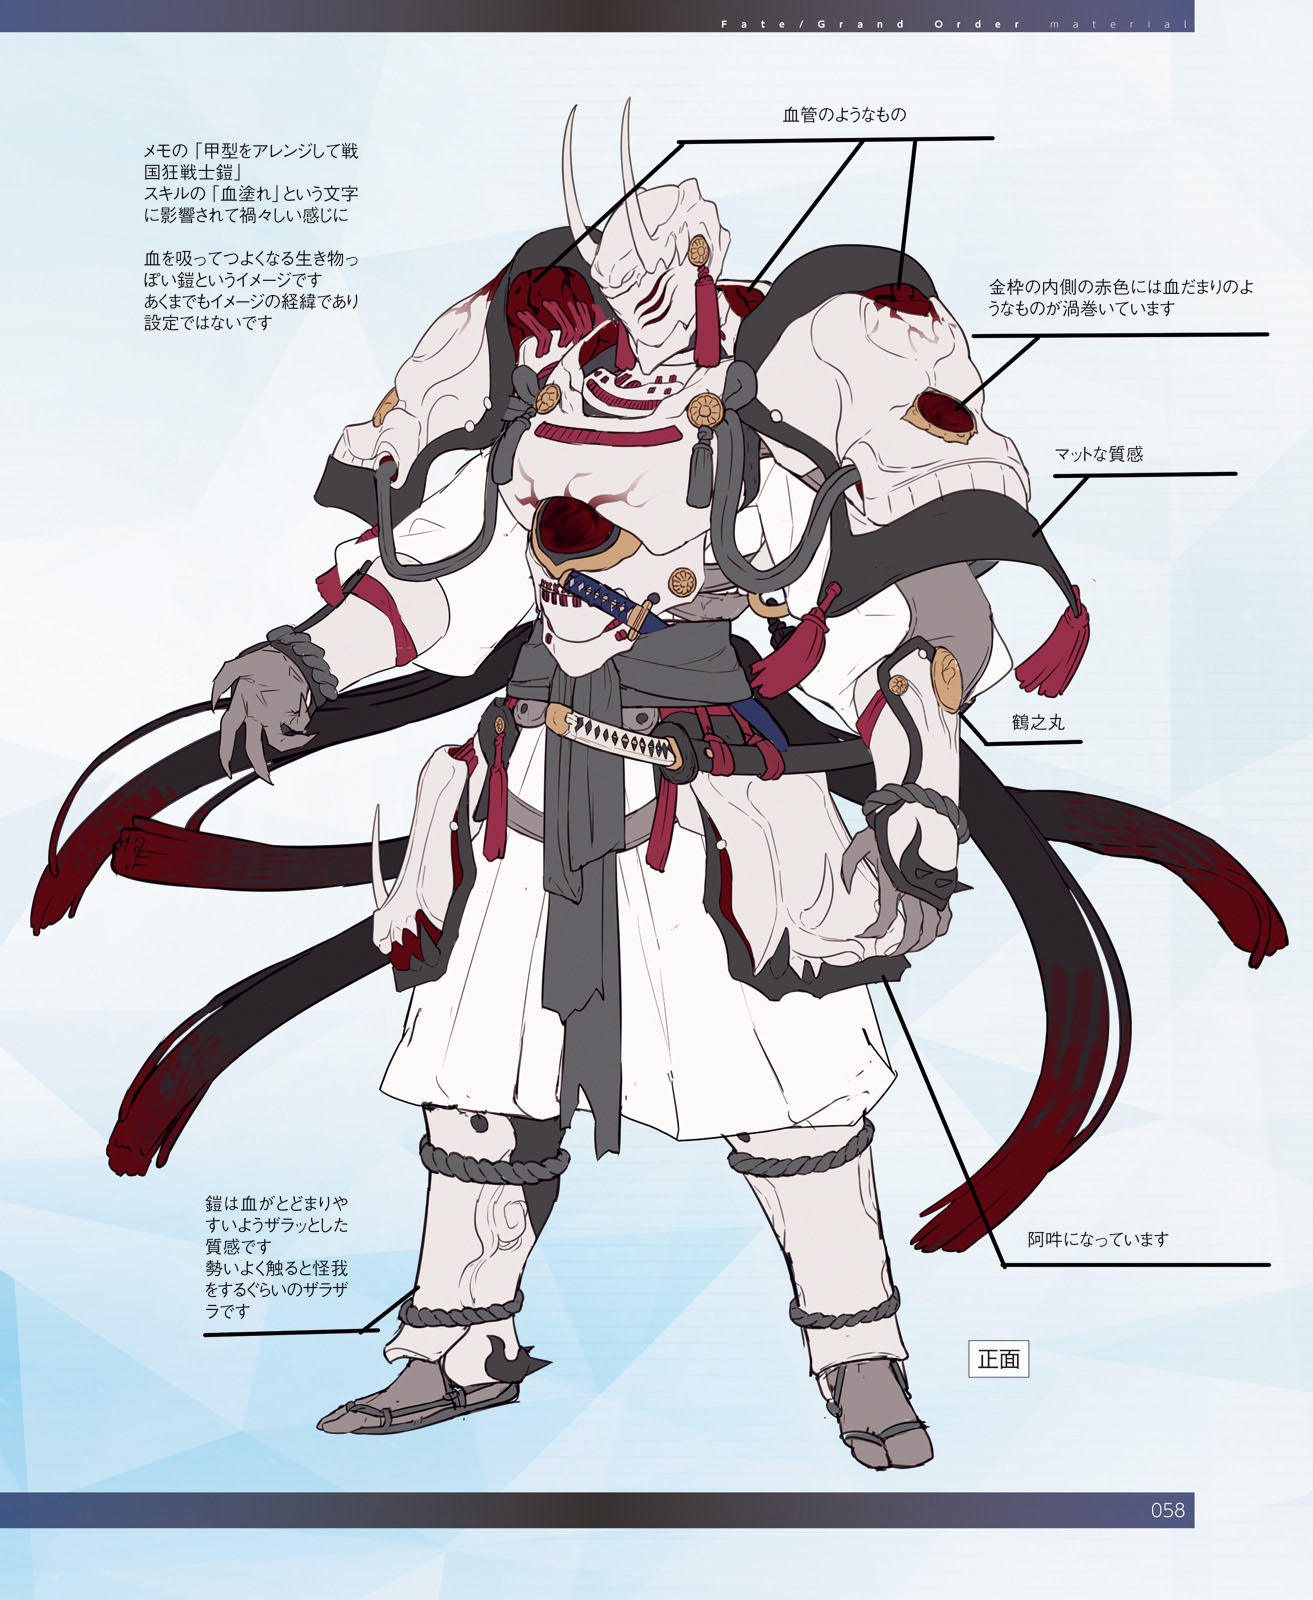 Fate/Grand Order material
血管のようなもの
メモの「甲型をアレンジして戦
国狂戦士鎧」
スキルの「血塗れ」という文字
に影響されて禍々しい感じに
血を吸ってつよくなる生き物っ
ぽい鎧というイメージです
あくまでもイメージの経緯であり
設定ではないです
金枠の内側の赤色には血だまりのよ
うなものが渦巻いています
マットな質感
鶴之丸
鎧は血がとどまりや
すいようザラッとした
質感です
勢いよく触ると怪我
をするぐらいのザラザ
ラです
阿吽になっています
正面
058